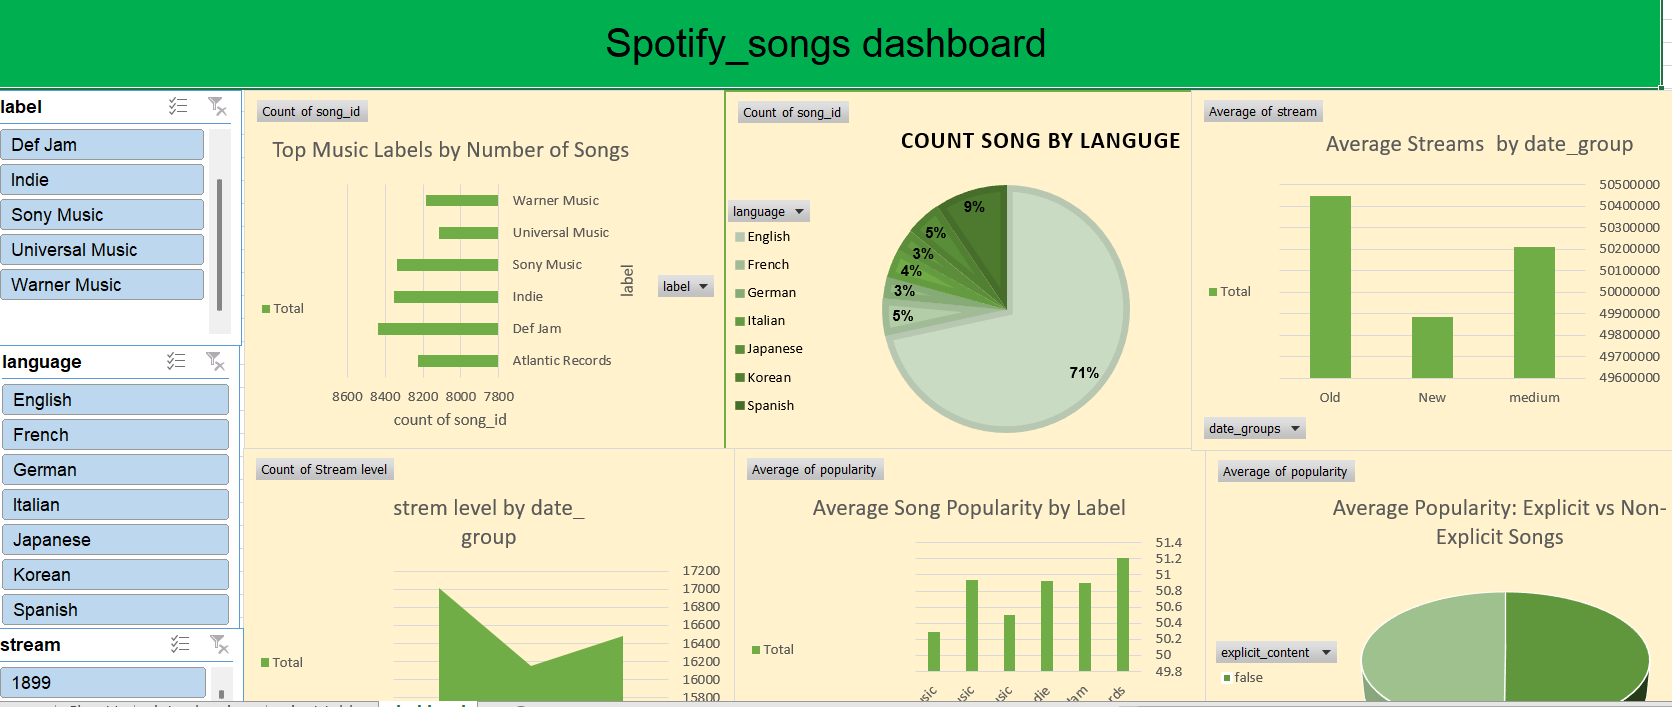 Spotify_songs dashboard
label
Def Jam
Indie
Sony Music
Universal Music
Warner Music
language
English
French
German
Italian
Japanese
Korean
Spanish
stream
1899
Count of song_id
Top Music Labels by Number of Songs
Warner Music
Universal Music
Sony Music
Indie
Def Jam
Atlantic Records
label
label
Total
8600 8400 8200 8000 7800
count of song_id
Count of song_id
COUNT SONG BY LANGUGE
language
English
French
German
Italian
Japanese
Korean
Spanish
9%
5%
3%
4%
3%
5%
71%
Average of stream
Average Streams  by date_group
50500000
50400000
50300000
50200000
50100000
50000000
49900000
49800000
49700000
49600000
Total
Old New medium
date_groups
Count of Stream level
strem level by date_
group
17200
17000
16800
16600
16400
16200
16000
15800
Total
Average of popularity
Average Song Popularity by Label
51.4
51.2
51
50.8
50.6
50.4
50.2
50
49.8
Total
Average of popularity
Average Popularity: Explicit vs Non-
Explicit Songs
explicit_content
false